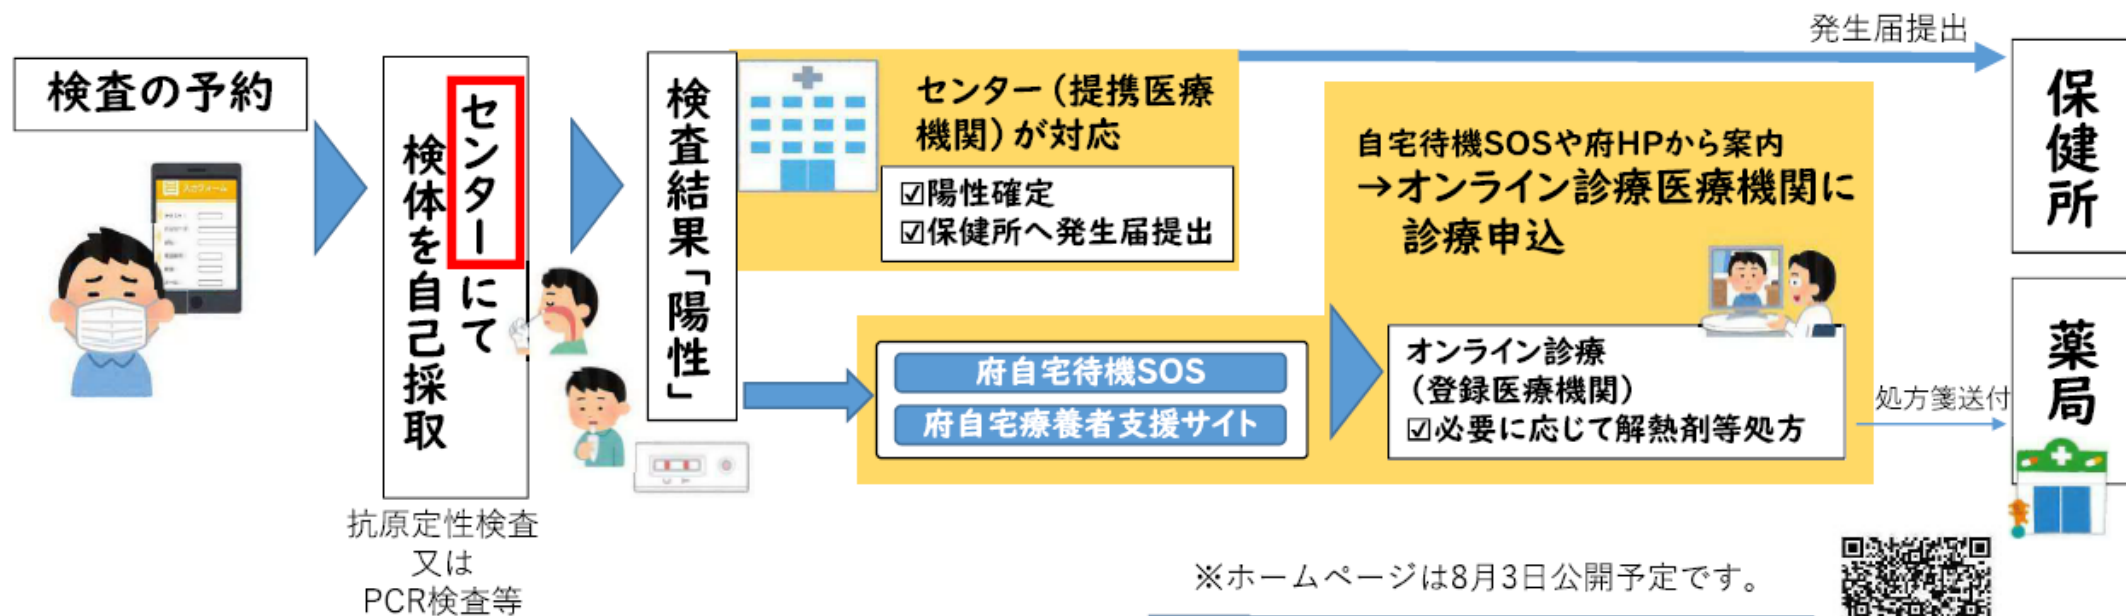 検査の予約
センターにて
検体を自己採取
抗原定性検査
又は
PCR検査等
検査結果「陽性」
センター（提携医療
機関）が対応
☑陽性確定
☑保健所へ発生届提出
発生届提出
保健所
府自宅待機SOS
府自宅療養者支援サイト
自宅待機SOSや府HPから案内
→オンライン診療医療機関に
診療申込
オンライン診療
（登録医療機関）
☑必要に応じて解熱剤等処方
処方箋送付
薬局
※ホームページは8月3日公開予定です。